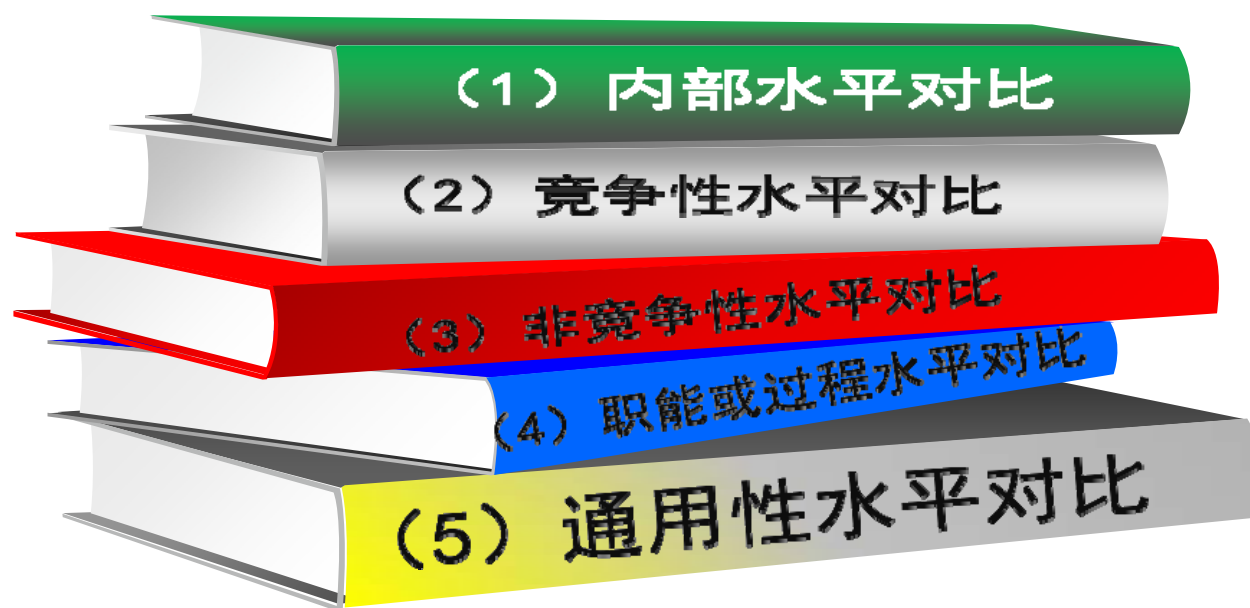 （1）内部水平对比
（2）竞争性水平对比
（3）非竞争性水平对比
（4）职能或过程水平对比
（5）通用性水平对比